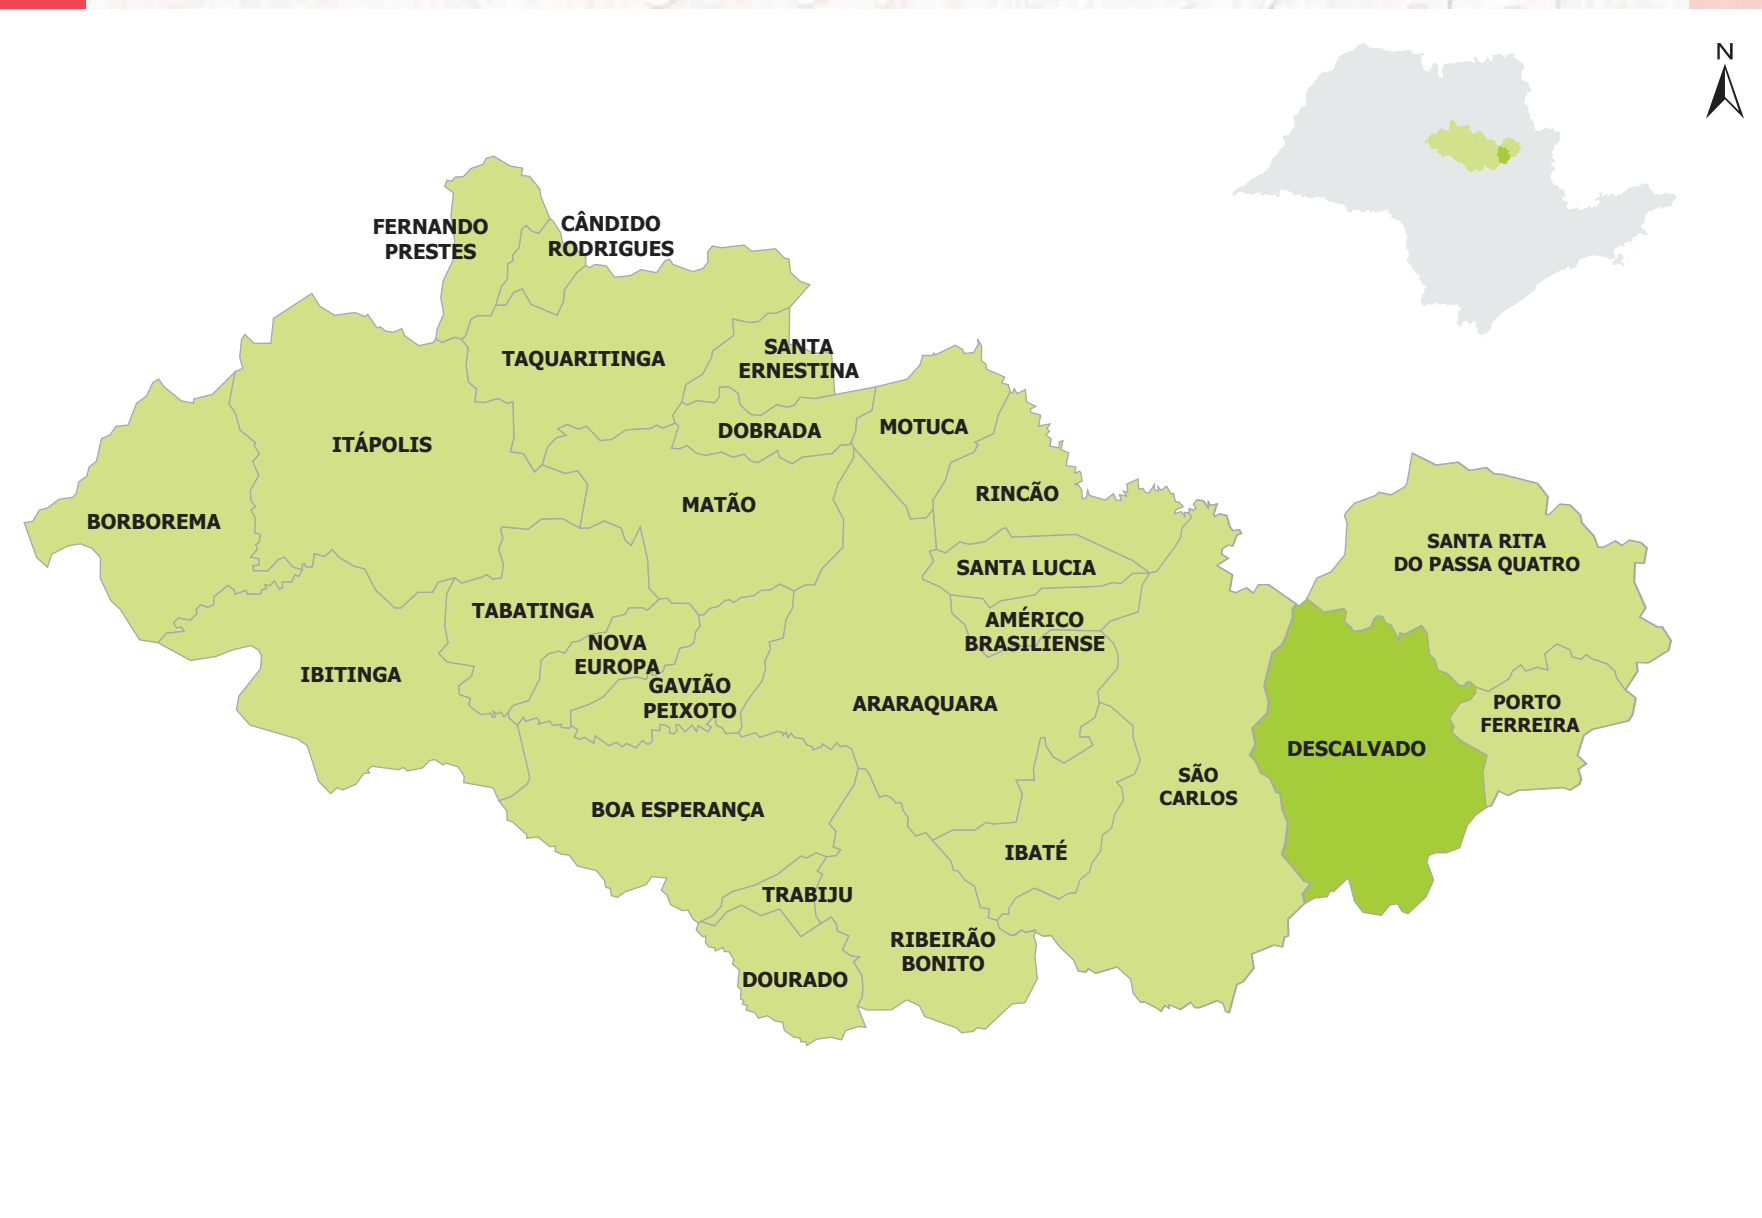 N
FERNANDO
PRESTES
CÂNDIDO
RODRIGUES
TAQUARITINGA
SANTA
ERNESTINA
ITÁPOLIS
DOBRADA
MOTUCA
BORBOREMA
MATÃO
RINCÃO
SANTA RITA
DO PASSA QUATRO
SANTA LUCIA
TABATINGA
AMÉRICO
BRASILIENSE
NOVA
EUROPA
IBITINGA
GAVIÃO
PEIXOTO
ARARAQUARA
PORTO
FERREIRA
DESCALVADO
SÃO
CARLOS
BOA ESPERANÇA
IBATÉ
TRABIJU
RIBEIRÃO
BONITO
DOURADO